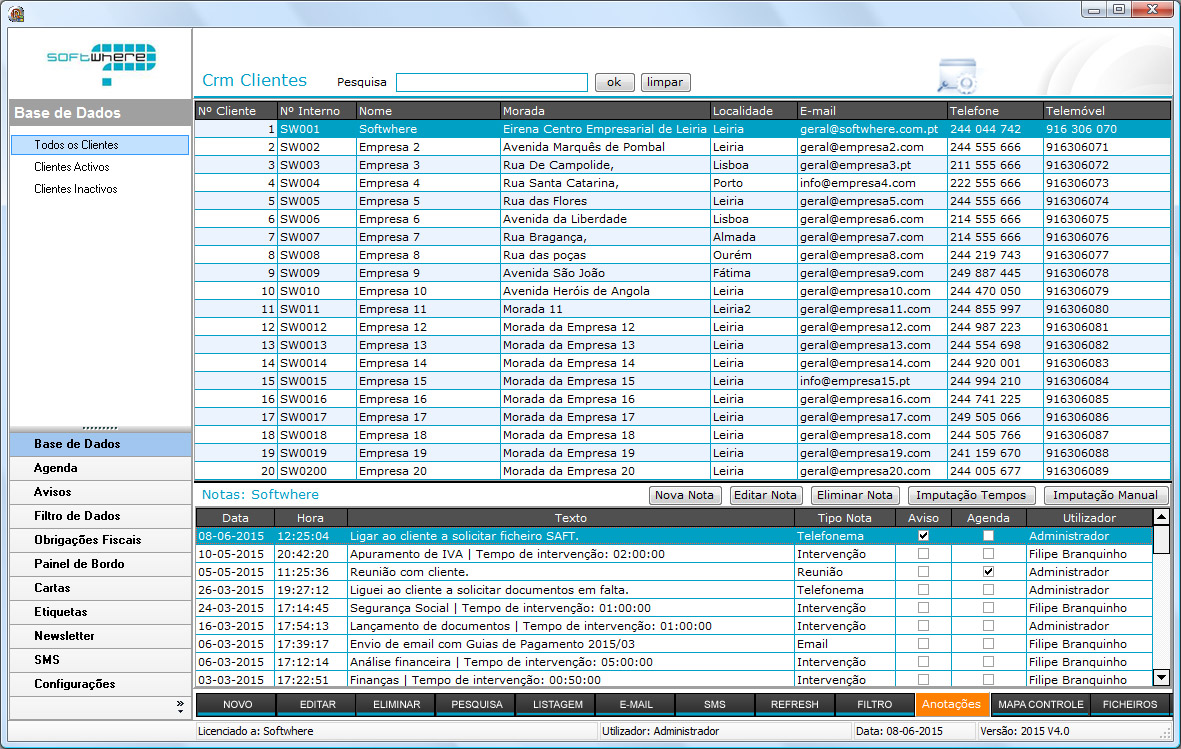 softwhere
Crm Clientes
Pesquisa
ok
limpar
Base de Dados
Todos os Clientes
Clientes Activos
Clientes Inactivos
Nº Cliente Nº Interno Nome Morada Localidade E-mail Telefone Telemóvel
1 SW001 Softwhere Eirena Centro Empresarial de Leiria Leiria geral@softwhere.com.pt 244 044 742 916 306 070
2 SW002 Empresa 2 Avenida Marquês de Pombal Leiria geral@empresa2.com 244 555 666 916306071
3 SW003 Empresa 3 Rua De Campolide, Lisboa geral@empresa3.pt 211 555 666 916306072
4 SW004 Empresa 4 Rua Santa Catarina, Porto info@empresa4.com 222 555 666 916306073
5 SW005 Empresa 5 Rua das Flores Leiria geral@empresa5.com 244 555 666 916306074
6 SW006 Empresa 6 Avenida da Liberdade Lisboa geral@empresa6.com 214 555 666 916306075
7 SW007 Empresa 7 Rua Bragança, Almada geral@empresa7.com 214 555 666 916306076
8 SW008 Empresa 8 Rua das poças Ourém geral@empresa8.com 244 219 743 916306077
9 SW009 Empresa 9 Avenida São João Fátima geral@empresa9.com 249 887 445 916306078
10 SW010 Empresa 10 Avenida Heróis de Angola Leiria geral@empresa10.com 244 470 050 916306079
11 SW011 Empresa 11 Morada 11 Leiria2 geral@empresa11.com 244 855 997 916306080
12 SW0012 Empresa 12 Morada da Empresa 12 Leiria geral@empresa12.com 244 987 223 916306081
13 SW0013 Empresa 13 Morada da Empresa 13 Leiria geral@empresa13.com 244 554 698 916306082
14 SW0014 Empresa 14 Morada da Empresa 14 Leiria geral@empresa14.com 244 920 001 916306083
15 SW0015 Empresa 15 Morada da Empresa 15 Leiria info@empresa15.pt 244 994 210 916306084
16 SW0016 Empresa 16 Morada da Empresa 16 Leiria geral@empresa16.com 244 741 225 916306085
17 SW0017 Empresa 17 Morada da Empresa 17 Leiria geral@empresa17.com 249 505 066 916306086
18 SW0018 Empresa 18 Morada da Empresa 18 Leiria geral@empresa18.com 244 505 766 916306087
19 SW0019 Empresa 19 Morada da Empresa 19 Leiria geral@empresa19.com 241 159 670 916306088
20 SW0200 Empresa 20 Morada da Empresa 20 Leiria geral@empresa20.com 244 005 677 916306089
Base de Dados
Agenda
Avisos
Filtro de Dados
Obrigações Fiscais
Painel de Bordo
Cartas
Etiquetas
Newsletter
SMS
Configurações
Notas: Softwhere
Nova Nota
Editar Nota
Eliminar Nota
Imputação Tempos
Imputação Manual
Data Hora Texto Tipo Nota Aviso Agenda Utilizador
08-06-2015 12:25:04 Ligar ao cliente a solicitar ficheiro SAFT. Telefonema Administrador
10-05-2015 20:42:20 Apuramento de IVA | Tempo de intervenção: 02:00:00 Intervenção Filipe Branquinho
05-05-2015 11:25:36 Reunião com cliente. Reunião Administrador
26-03-2015 19:27:12 Liguei ao cliente a solicitar documentos em falta. Telefonema Administrador
24-03-2015 17:14:45 Segurança Social | Tempo de intervenção: 01:00:00 Intervenção Filipe Branquinho
16-03-2015 17:54:13 Lançamento de documentos | Tempo de intervenção: 01:00:00 Intervenção Administrador
06-03-2015 17:39:17 Envio de email com Guias de Pagamento 2015/03 Email Filipe Branquinho
06-03-2015 17:12:14 Análise financeira | Tempo de intervenção: 05:00:00 Intervenção Filipe Branquinho
03-03-2015 17:22:51 Finanças | Tempo de intervenção: 00:50:00 Intervenção Filipe Branquinho
NOVO EDITAR ELIMINAR PESQUISA LISTAGEM E-MAIL SMS REFRESH FILTRO Anotações MAPA CONTROLE FICHEIROS
Licenciado a: Softwhere Utilizador: Administrador Data: 08-06-2015 Versão: 2015 V4.0